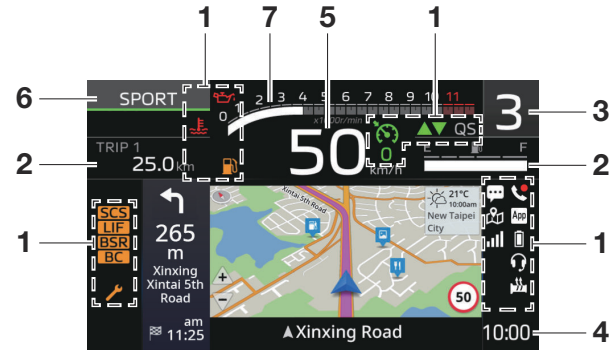 1 7 5 1
6 SPORT
0 1 2 3 4 5 6 7 8 9 10 11
x1000r/min
3 3
TRIP 1
2 25.0 km
50
km/h
0
QS
E F
2
1
SCS
LIF
BSR
BC
265
m
Xinxing
Xintai 5th
Road
am
11:25
Xintai 5th Road
+
−
21°C
10:00am
New Taipei
City
50
Xinxing Road
App
1
10:00 4